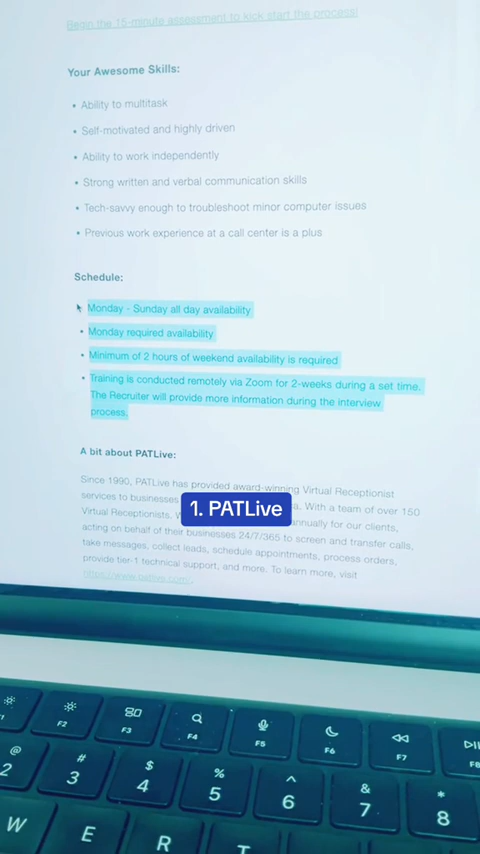 Begin the 15-minute assessment to kick start the process!
Your Awesome Skills:
• Ability to multitask
• Self-motivated and highly driven
• Ability to work independently
• Strong written and verbal communication skills
• Tech-savvy enough to troubleshoot minor computer issues
• Previous work experience at a call center is a plus
Schedule:
Monday - Sunday all day availability
• Monday required availability
• Minimum of 2 hours of weekend availability is required
• Training is conducted remotely via Zoom for 2-weeks during a set time.
The Recruiter will provide more information during the interview
process.
A bit about PATLive:
Since 1990, PATLive has provided award-winning Virtual Receptionist
services to businesses With a team of over 150
Virtual Receptionists, annually for our clients,
acting on behalf of their businesses 24/7/365 to screen and transfer calls,
take messages, collect leads, schedule appointments, process orders,
provide tier-1 technical support, and more. To learn more, visit
https://www.patlive.com/.
1. PATLive
F2 F3 F4 F5 F6 F7 F8
@ # $ % ^ & *
2 3 4 5 6 7 8
W E R T